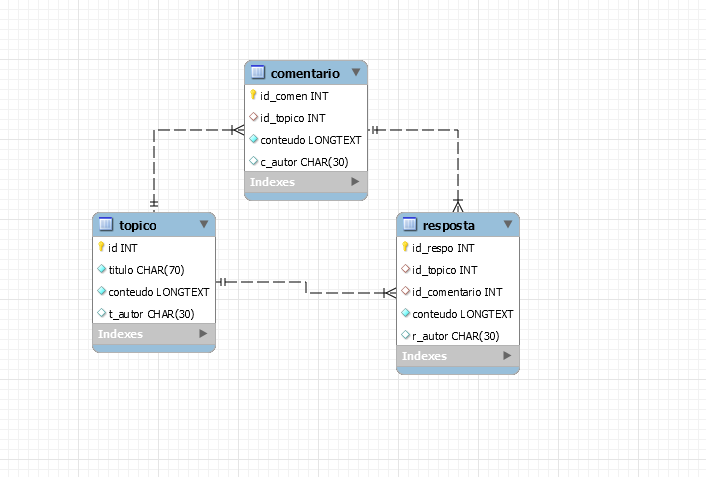 comentario
id_comen INT
id_topico INT
conteudo LONGTEXT
c_autor CHAR(30)
Indexes
topico
id INT
titulo CHAR(70)
conteudo LONGTEXT
t_autor CHAR(30)
Indexes
resposta
id_respo INT
id_topico INT
id_comentario INT
conteudo LONGTEXT
r_autor CHAR(30)
Indexes